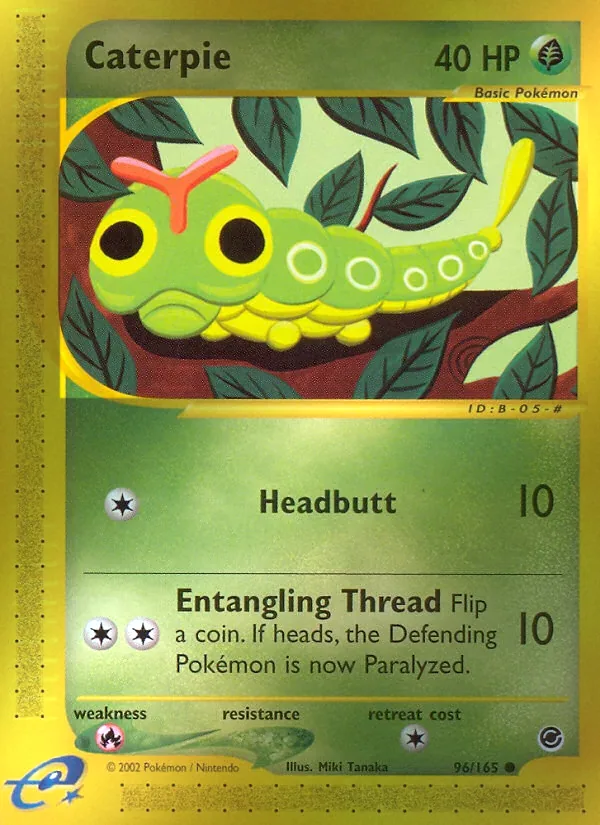 Caterpie 40 HP
Basic Pokémon
ID:B-05-#
Headbutt 10
Entangling Thread Flip
a coin. If heads, the Defending 10
Pokémon is now Paralyzed.
weakness resistance retreat cost
© 2002 Pokémon / Nintendo Illus. Miki Tanaka 96/165
e